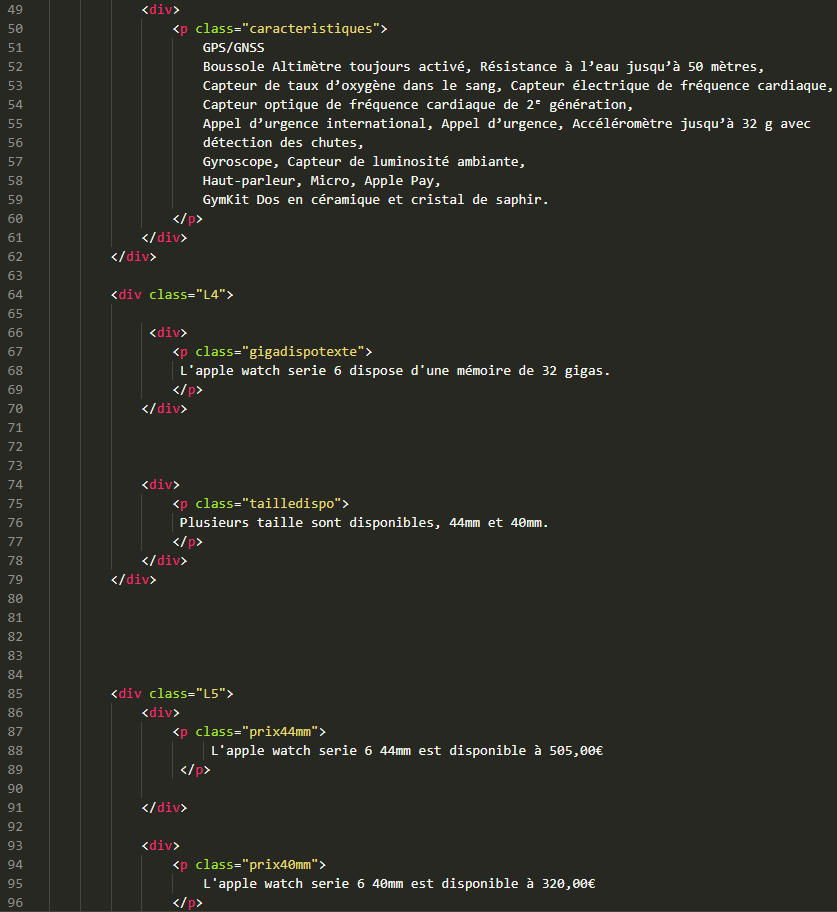 49 <div>
50 <p class="caracteristiques">
51 GPS/GNSS
52 Boussole Altimètre toujours activé, Résistance à l’eau jusqu’à 50 mètres,
53 Capteur de taux d’oxygène dans le sang, Capteur électrique de fréquence cardiaque,
54 Capteur optique de fréquence cardiaque de 2ᵉ génération,
55 Appel d’urgence international, Appel d’urgence, Accéléromètre jusqu’à 32 g avec
56 détection des chutes,
57 Gyroscope, Capteur de luminosité ambiante,
58 Haut-parleur, Micro, Apple Pay,
59 GymKit Dos en céramique et cristal de saphir.
60 </p>
61 </div>
62 </div>
63
64 <div class="L4">
65
66 <div>
67 <p class="gigadispotexte">
68 L'apple watch serie 6 dispose d'une mémoire de 32 gigas.
69 </p>
70 </div>
71
72
73
74 <div>
75 <p class="tailledispo">
76 Plusieurs taille sont disponibles, 44mm et 40mm.
77 </p>
78 </div>
79 </div>
80
81
82
83
84
85 <div class="L5">
86 <div>
87 <p class="prix44mm">
88 L'apple watch serie 6 44mm est disponible à 505,00€
89 </p>
90
91 </div>
92
93 <div>
94 <p class="prix40mm">
95 L'apple watch serie 6 40mm est disponible à 320,00€
96 </p>